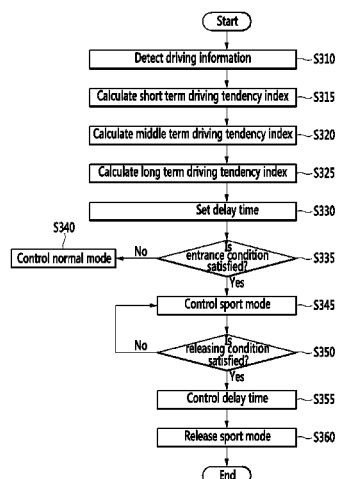 Start
Detect driving information
S310
Calculate short term driving tendency index
S315
Calculate middle term driving tendency index
S320
Calculate long term driving tendency index
S325
Set delay time
S330
S340
Control normal mode
No
Is
entrance condition
satisfied?
S335
Yes
Control sport mode
S345
No
Is
releasing condition
satisfied?
S350
Yes
Control delay time
S355
Release sport mode
S360
End